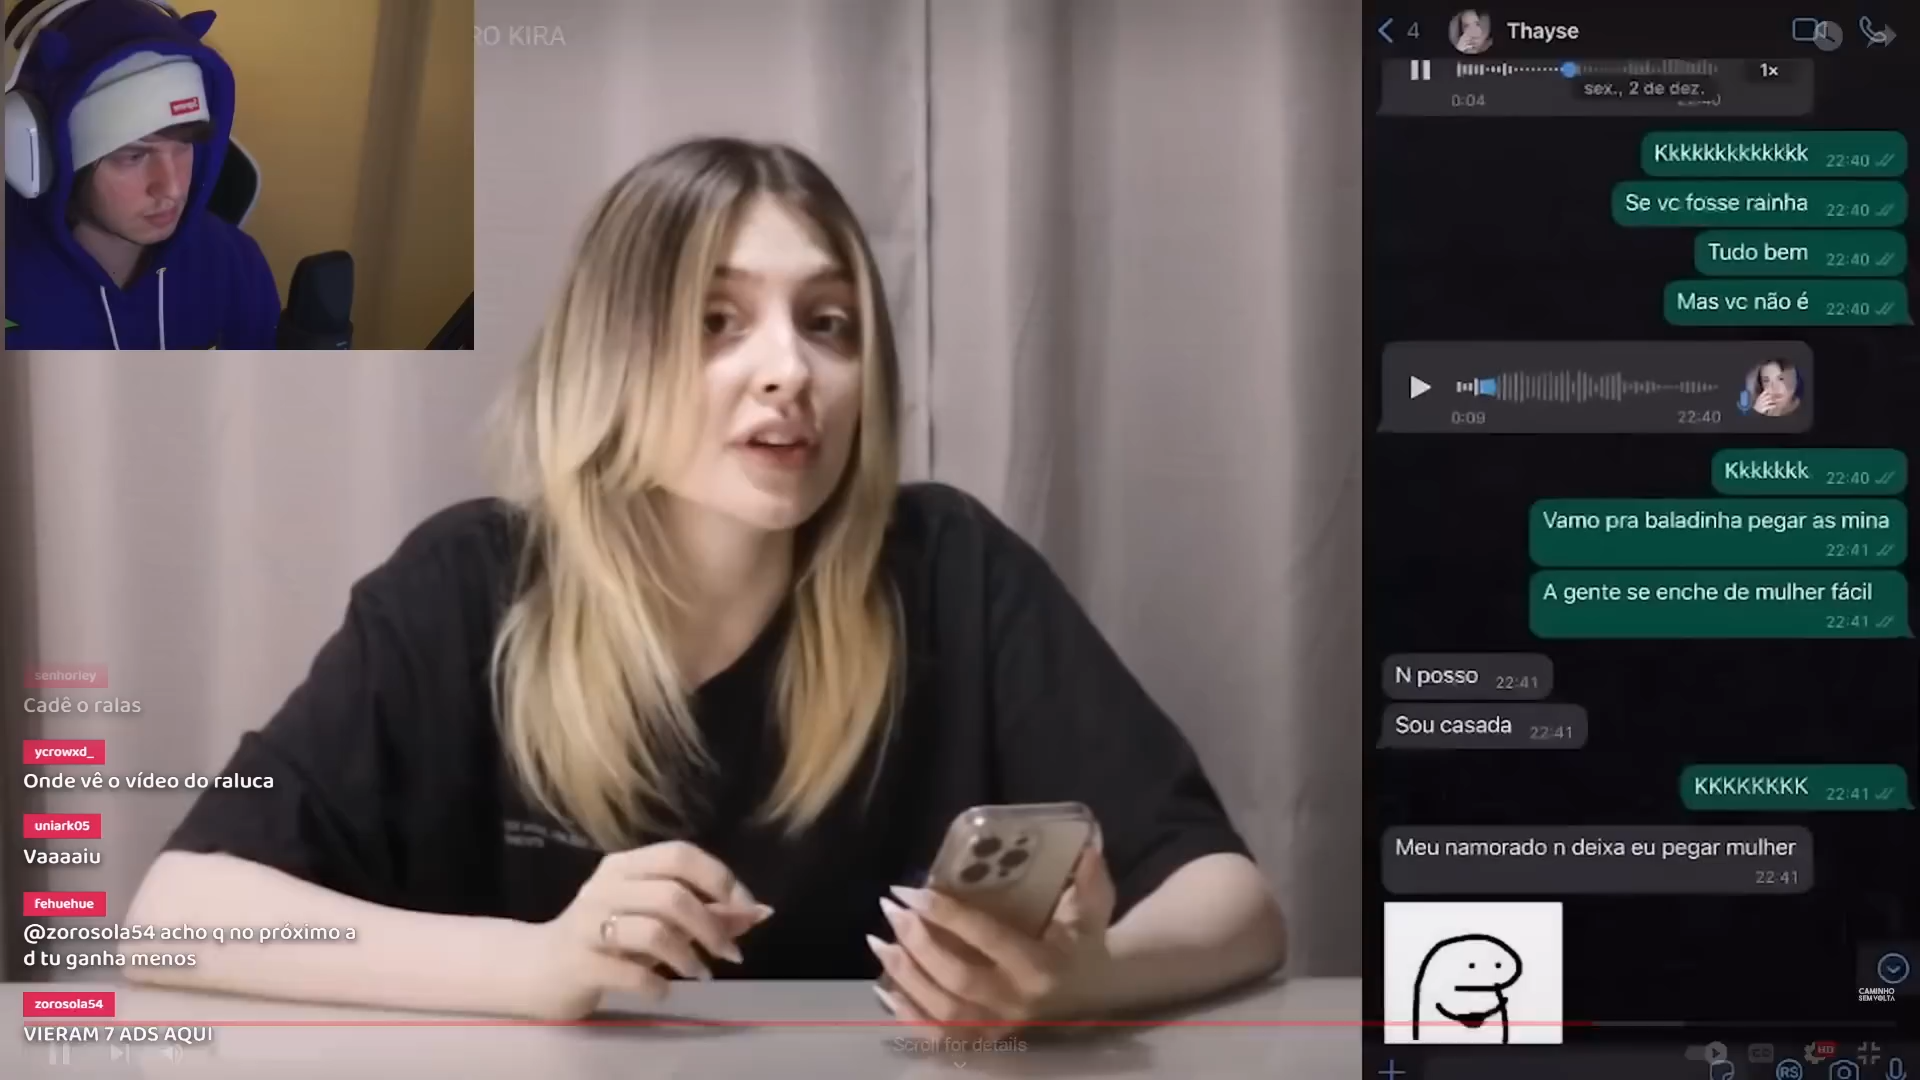 RO KIRA
4
Thayse
1x
0:04
sex., 2 de dez.
Kkkkkkkkkkkkk 22:40
Se vc fosse rainha 22:40
Tudo bem 22:40
Mas vc não é 22:40
0:09
22:40
Kkkkkkk 22:40
Vamo pra baladinha pegar as mina
22:41
A gente se enche de mulher fácil
22:41
N posso 22:41
Sou casada 22:41
KKKKKKKK 22:41
Meu namorado n deixa eu pegar mulher
22:41
CAMINHO
SEM VOLTA
senhorley
Cadê o ralas
ycrowxd_
Onde vê o vídeo do raluca
uniark05
Vaaaaiu
fehuehue
@zorosola54 acho q no próximo a
d tu ganha menos
zorosola54
VIERAM 7 ADS AQUI
Scroll for details
HD
RS